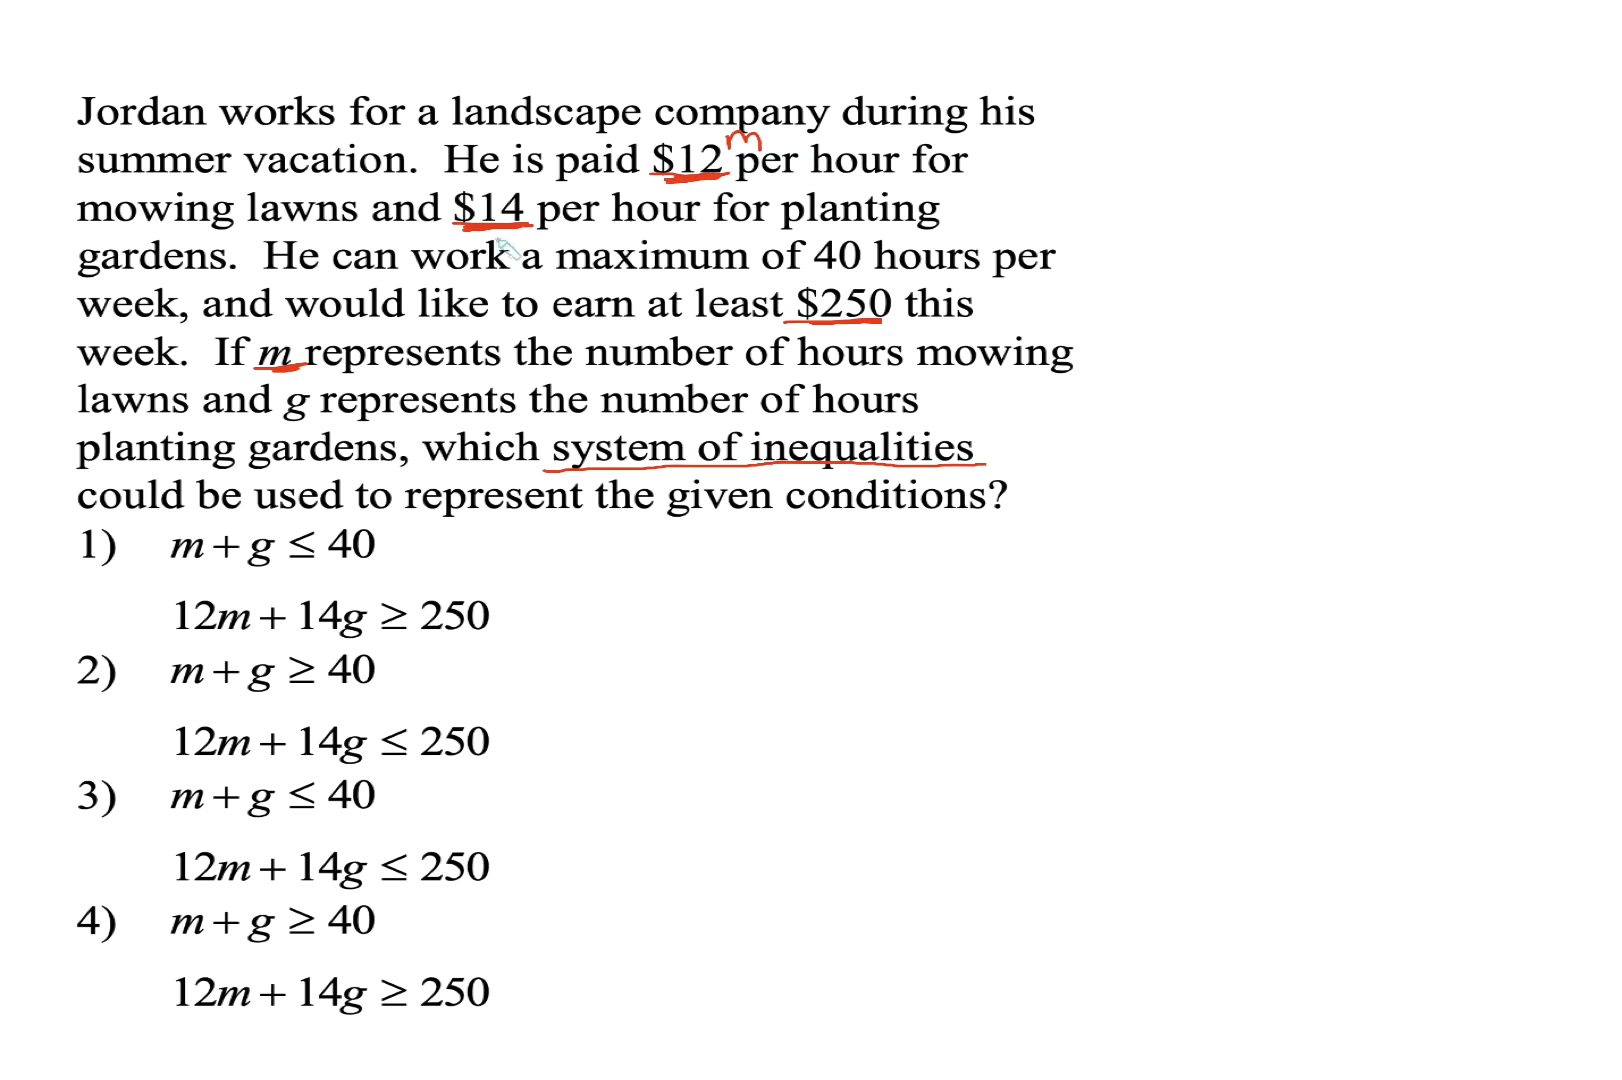 Jordan works for a landscape company during his
m
summer vacation. He is paid $12 per hour for
mowing lawns and $14 per hour for planting
gardens. He can work a maximum of 40 hours per
week, and would like to earn at least $250 this
week. If m represents the number of hours mowing
lawns and g represents the number of hours
planting gardens, which system of inequalities
could be used to represent the given conditions?
1) m + g ≤ 40
12m + 14g ≥ 250
2) m + g ≥ 40
12m + 14g ≤ 250
3) m + g ≤ 40
12m + 14g ≤ 250
4) m + g ≥ 40
12m + 14g ≥ 250